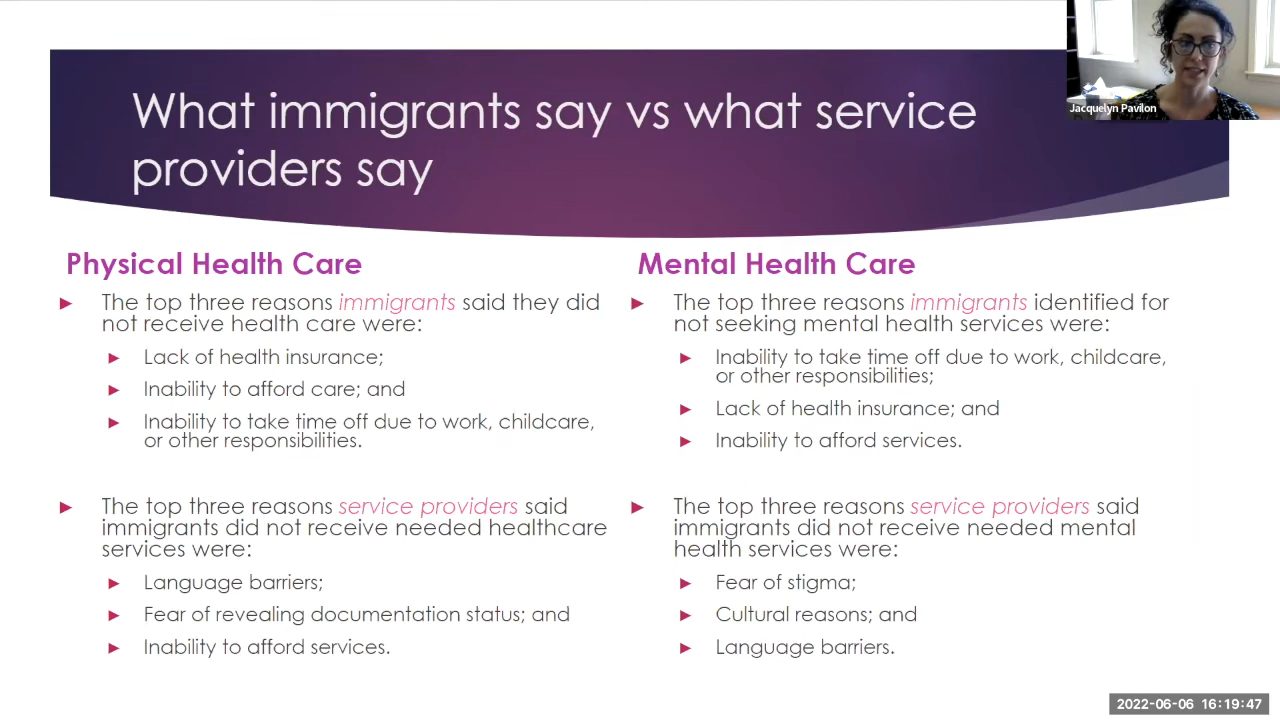 What immigrants say vs what service
providers say
Jacquelyn Pavilon
Physical Health Care
The top three reasons immigrants said they did
not receive health care were:
Lack of health insurance;
Inability to afford care; and
Inability to take time off due to work, childcare,
or other responsibilities.
The top three reasons service providers said
immigrants did not receive needed healthcare
services were:
Language barriers;
Fear of revealing documentation status; and
Inability to afford services.
Mental Health Care
The top three reasons immigrants identified for
not seeking mental health services were:
Inability to take time off due to work, childcare,
or other responsibilities;
Lack of health insurance; and
Inability to afford services.
The top three reasons service providers said
immigrants did not receive needed mental
health services were:
Fear of stigma;
Cultural reasons; and
Language barriers.
2022-06-06 16:19:47